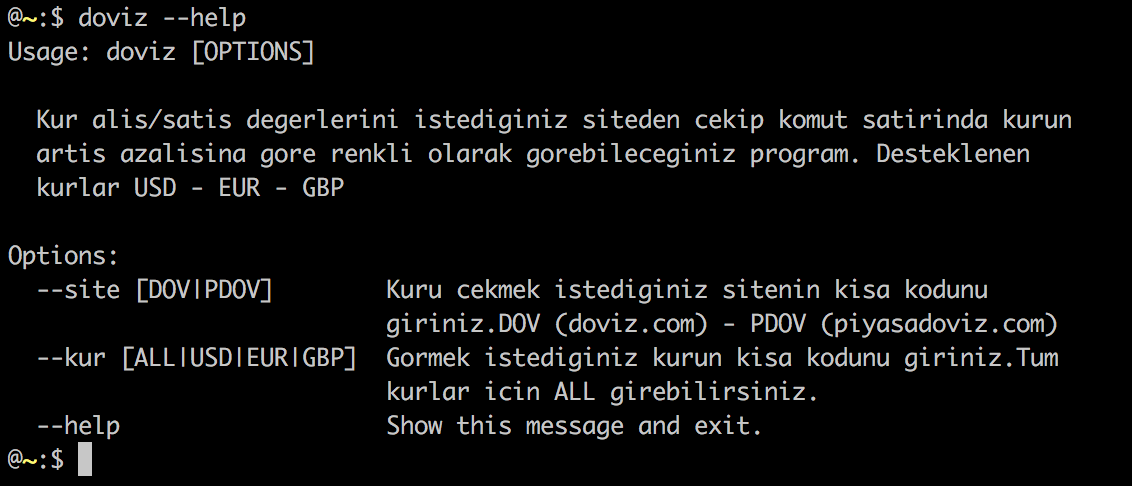 @~:$ doviz --help
Usage: doviz [OPTIONS]
Kur alis/satis degerlerini istediginiz siteden cekip komut satirinda kurun
artis azalisina gore renkli olarak gorebileceginiz program. Desteklenen
kurlar USD - EUR - GBP
Options:
--site [DOV|PDOV] Kuru cekmek istediginiz sitenin kisa kodunu
giriniz.DOV (doviz.com) - PDOV (piyasadoviz.com)
--kur [ALL|USD|EUR|GBP] Gormek istediginiz kurun kisa kodunu giriniz.Tum
kurlar icin ALL girebilirsiniz.
--help Show this message and exit.
@~:$